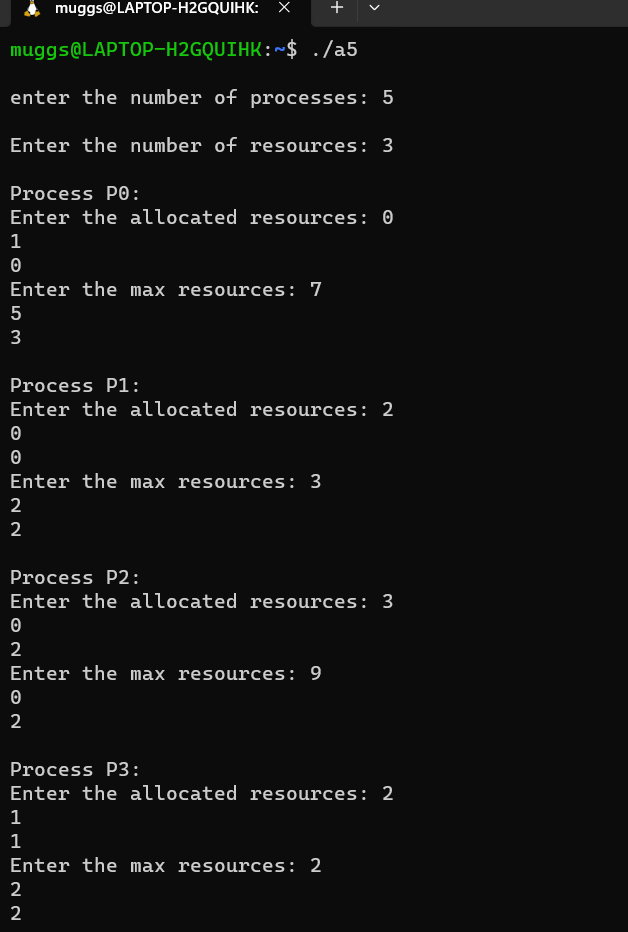 muggs@LAPTOP-H2GQUIHK:
muggs@LAPTOP-H2GQUIHK:~$ ./a5
enter the number of processes: 5
Enter the number of resources: 3
Process P0:
Enter the allocated resources: 0
1
0
Enter the max resources: 7
5
3
Process P1:
Enter the allocated resources: 2
0
0
Enter the max resources: 3
2
2
Process P2:
Enter the allocated resources: 3
0
2
Enter the max resources: 9
0
2
Process P3:
Enter the allocated resources: 2
1
1
Enter the max resources: 2
2
2